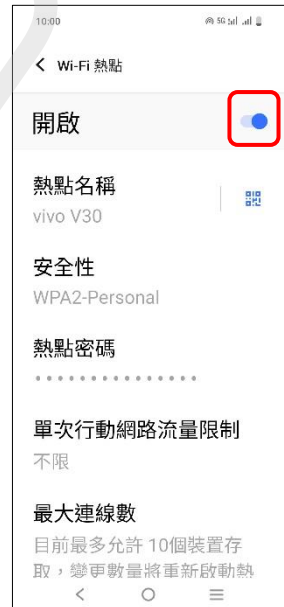 10:00 5G
Wi-Fi 熱點
開啟
熱點名稱
vivo V30
安全性
WPA2-Personal
熱點密碼
單次行動網路流量限制
不限
最大連線數
目前最多允許 10個裝置存
取，變更數量將重新啟動熱